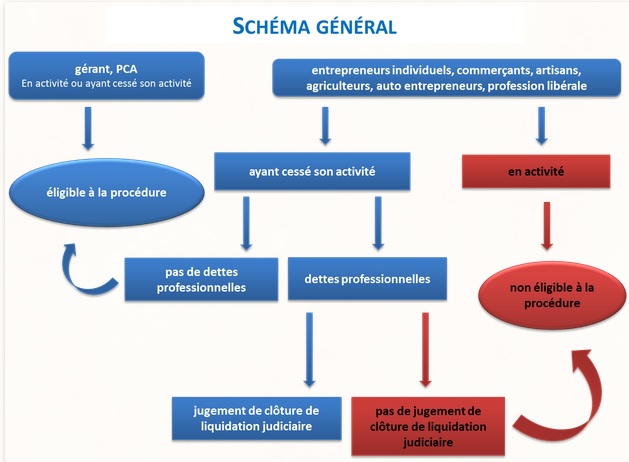 SCHÉMA GÉNÉRAL
gérant, PCA
En activité ou ayant cessé son activité
entrepreneurs individuels, commerçants, artisans,
agriculteurs, auto entrepreneurs, profession libérale
éligible à la procédure
ayant cessé son activité
en activité
pas de dettes
professionnelles
dettes professionnelles
non éligible à la
procédure
jugement de clôture de
liquidation judiciaire
pas de jugement de
clôture de liquidation
judiciaire